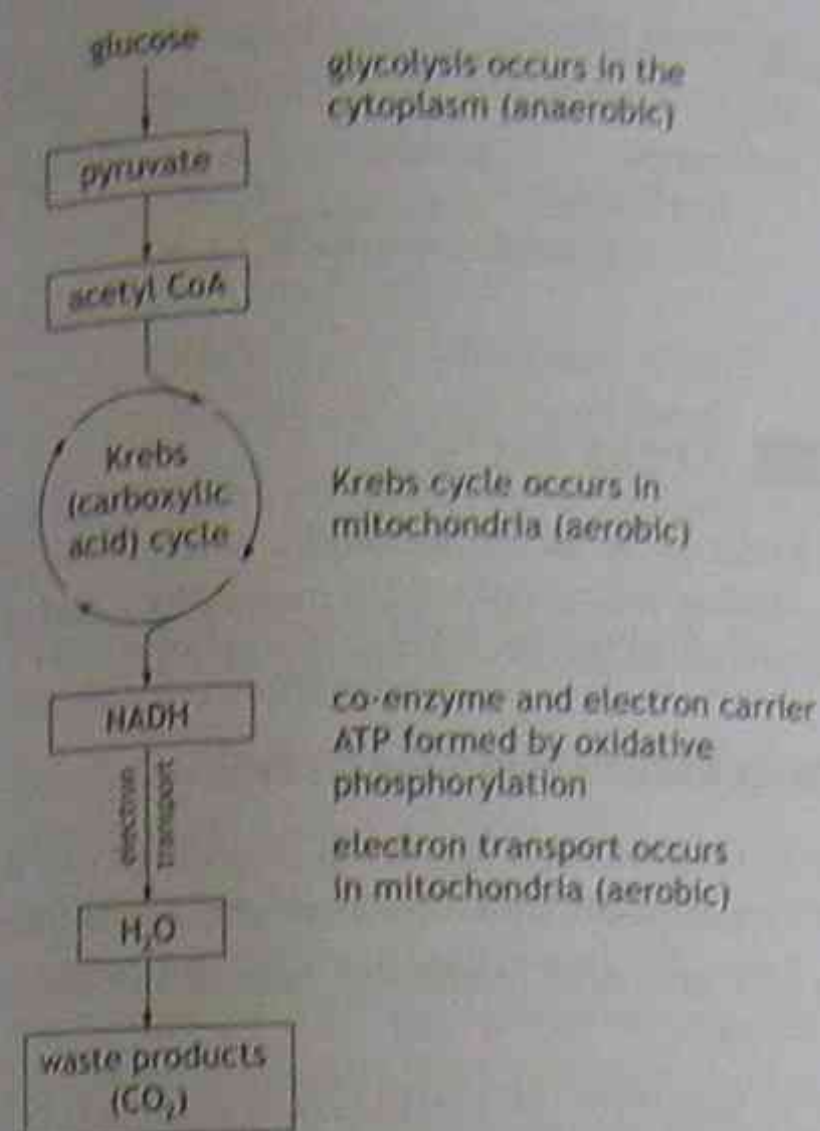 glucose
glycolysis occurs in the
cytoplasm (anaerobic)
pyruvate
acetyl CoA
Krebs
(carboxylic
acid) cycle
Krebs cycle occurs in
mitochondria (aerobic)
NADH
co-enzyme and electron carrier
ATP formed by oxidative
phosphorylation
electron
transport
electron transport occurs
in mitochondria (aerobic)
H₂O
waste products
(CO₂)